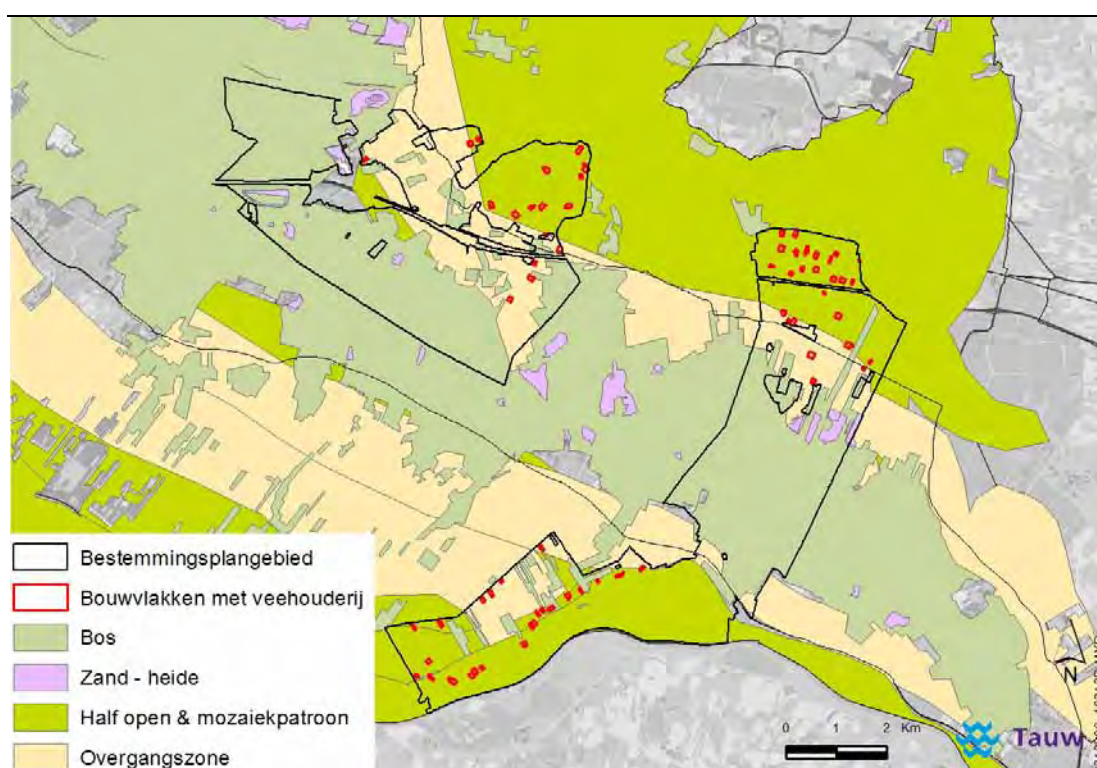 Bestemmingsplangebied
Bouwvlakken met veehouderij
Bos
Zand - heide
Half open & mozaiekpatroon
Overgangszone
0 1 2 Km
N
Tauw